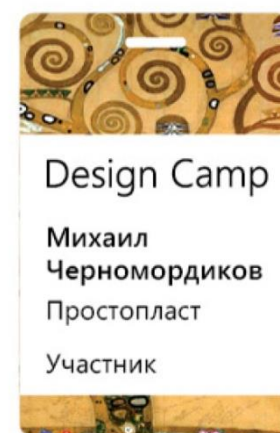 Design Camp
Михаил
Черномордиков
Простопласт
Участник